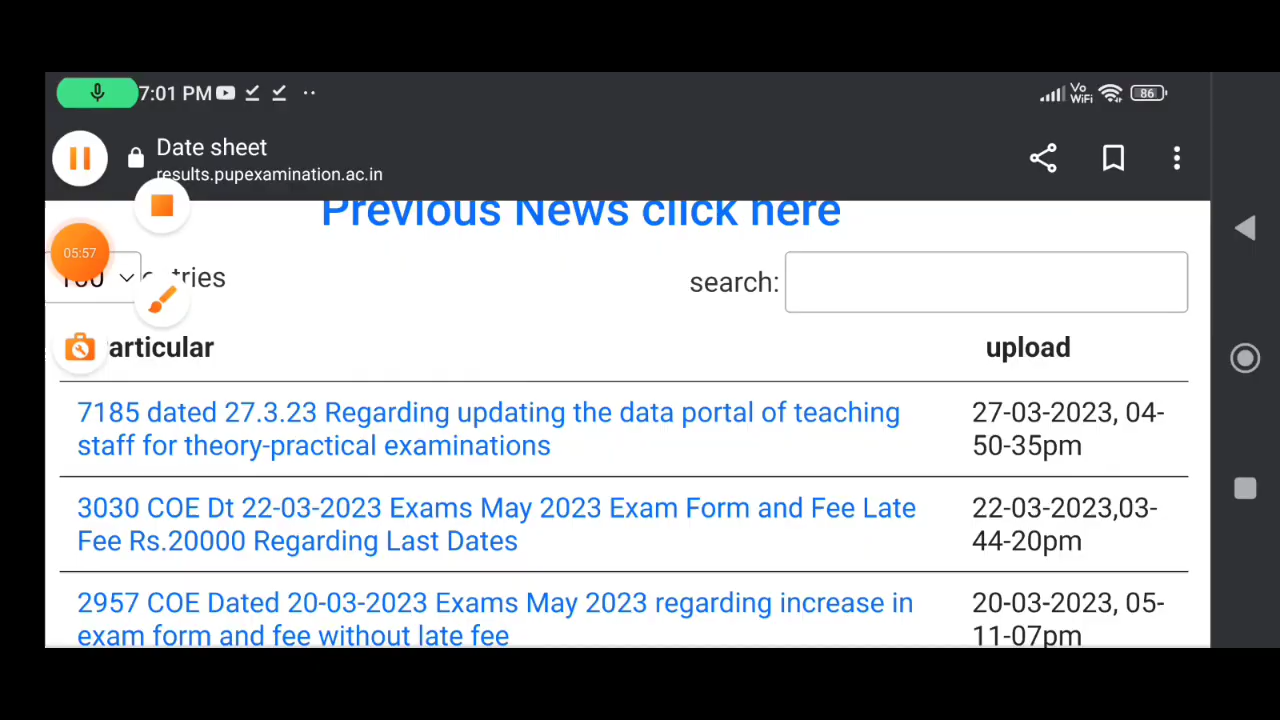 7:01 PM
Vo WiFi 86
Date sheet
results.pupexamination.ac.in
Previous News click here
05:57
search:
articular upload
7185 dated 27.3.23 Regarding updating the data portal of teaching 27-03-2023, 04-
staff for theory-practical examinations 50-35pm
3030 COE Dt 22-03-2023 Exams May 2023 Exam Form and Fee Late 22-03-2023,03-
Fee Rs.20000 Regarding Last Dates 44-20pm
2957 COE Dated 20-03-2023 Exams May 2023 regarding increase in 20-03-2023, 05-
exam form and fee without late fee 11-07pm